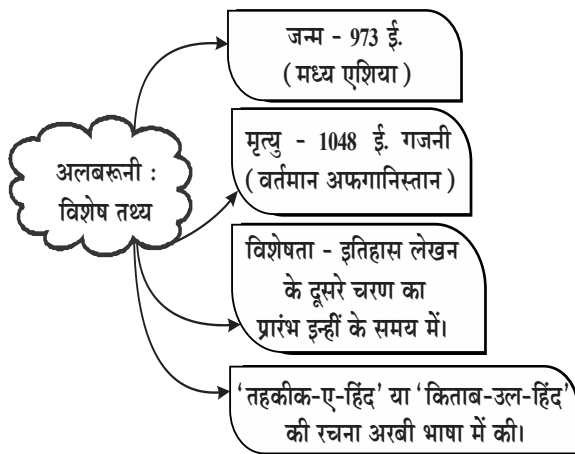 अलबरूनी :
विशेष तथ्य
जन्म - 973 ई.
(मध्य एशिया)
मृत्यु - 1048 ई. गजनी
(वर्तमान अफगानिस्तान)
विशेषता - इतिहास लेखन
के दूसरे चरण का
प्रारंभ इन्हीं के समय में।
'तहकीक-ए-हिंद' या 'किताब-उल-हिंद'
की रचना अरबी भाषा में की।